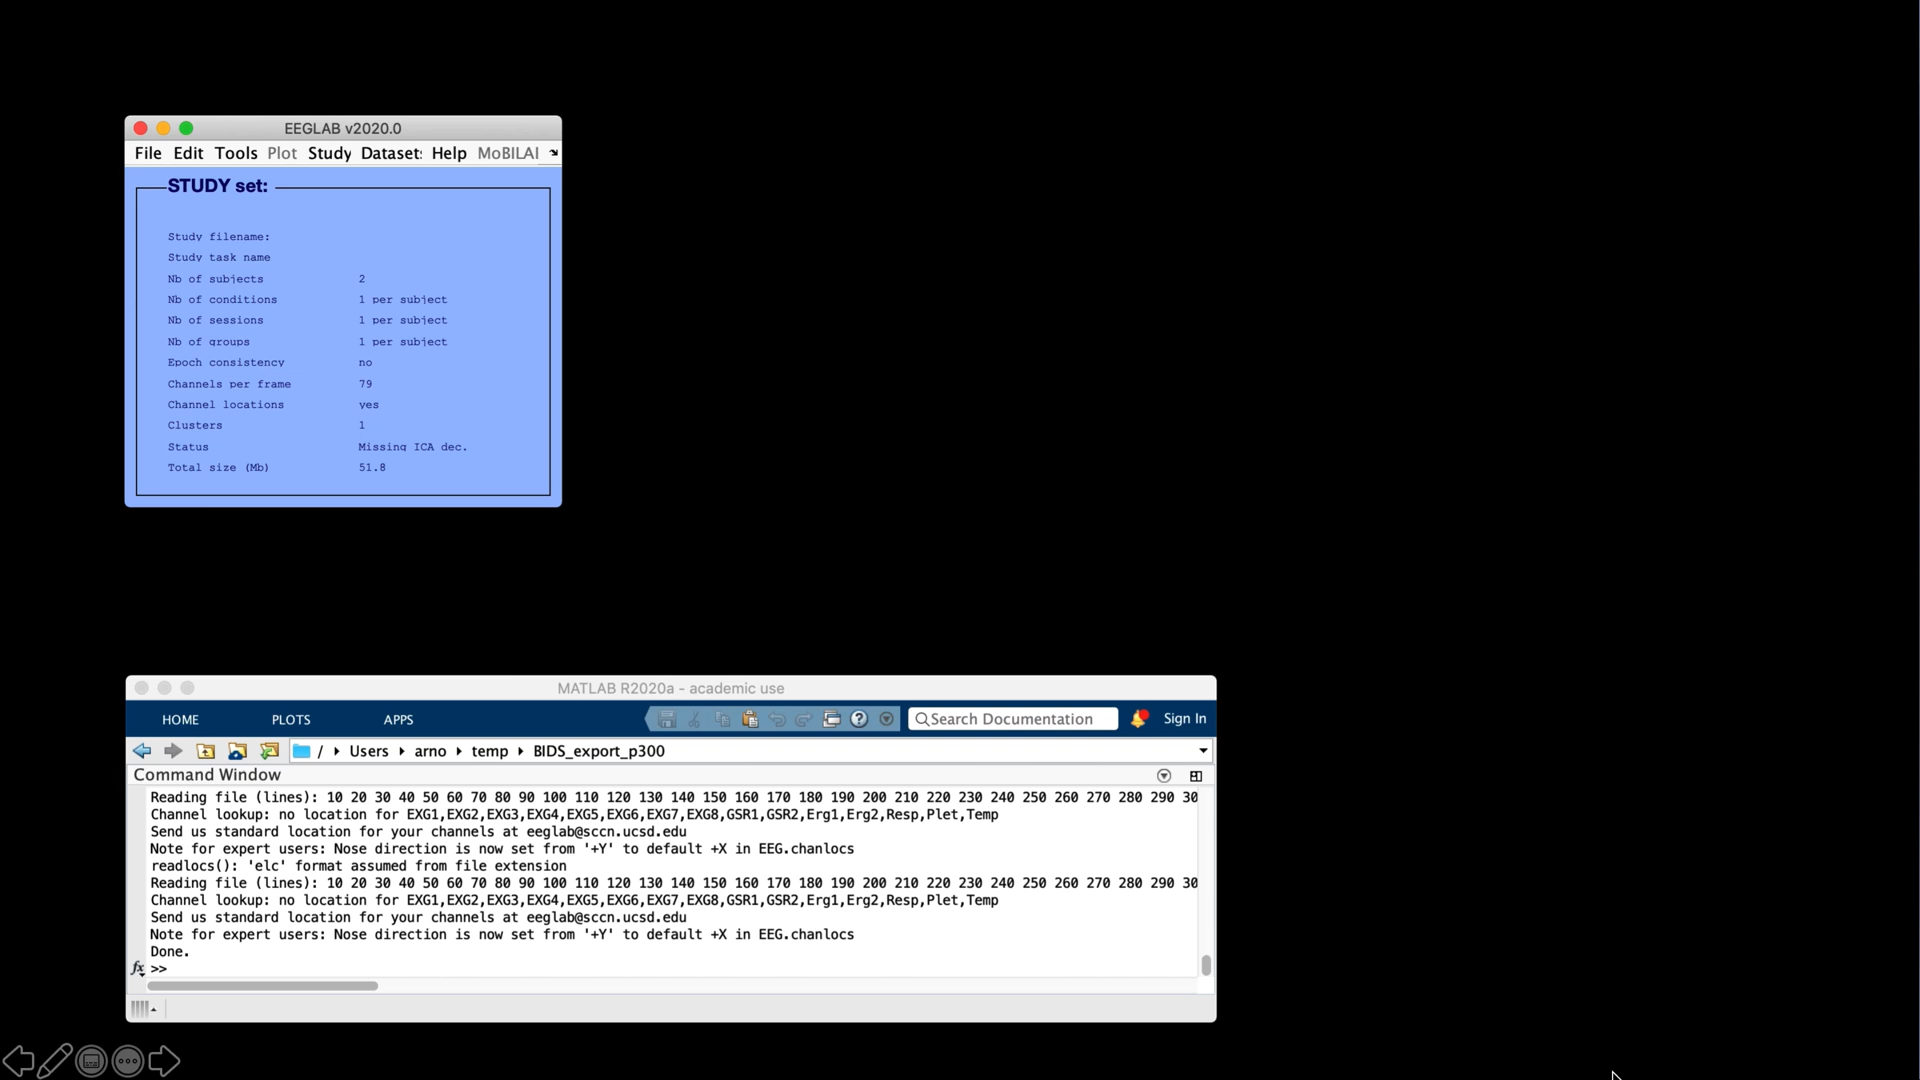 EEGLAB v2020.0
File Edit Tools Plot Study Datasets Help MoBILAI
STUDY set:
Study filename:
Study task name
Nb of subjects 2
Nb of conditions 1 per subject
Nb of sessions 1 per subject
Nb of groups 1 per subject
Epoch consistency no
Channels per frame 79
Channel locations yes
Clusters 1
Status Missing ICA dec.
Total size (Mb) 51.8
MATLAB R2020a - academic use
HOME PLOTS APPS Search Documentation Sign In
/ Users arno temp BIDS_export_p300
Command Window
Reading file (lines): 10 20 30 40 50 60 70 80 90 100 110 120 130 140 150 160 170 180 190 200 210 220 230 240 250 260 270 280 290 30
Channel lookup: no location for EXG1,EXG2,EXG3,EXG4,EXG5,EXG6,EXG7,EXG8,GSR1,GSR2,Erg1,Erg2,Resp,Plet,Temp
Send us standard location for your channels at eeglab@sccn.ucsd.edu
Note for expert users: Nose direction is now set from '+Y' to default +X in EEG.chanlocs
readlocs(): 'elc' format assumed from file extension
Reading file (lines): 10 20 30 40 50 60 70 80 90 100 110 120 130 140 150 160 170 180 190 200 210 220 230 240 250 260 270 280 290 30
Channel lookup: no location for EXG1,EXG2,EXG3,EXG4,EXG5,EXG6,EXG7,EXG8,GSR1,GSR2,Erg1,Erg2,Resp,Plet,Temp
Send us standard location for your channels at eeglab@sccn.ucsd.edu
Note for expert users: Nose direction is now set from '+Y' to default +X in EEG.chanlocs
Done.
fx >>